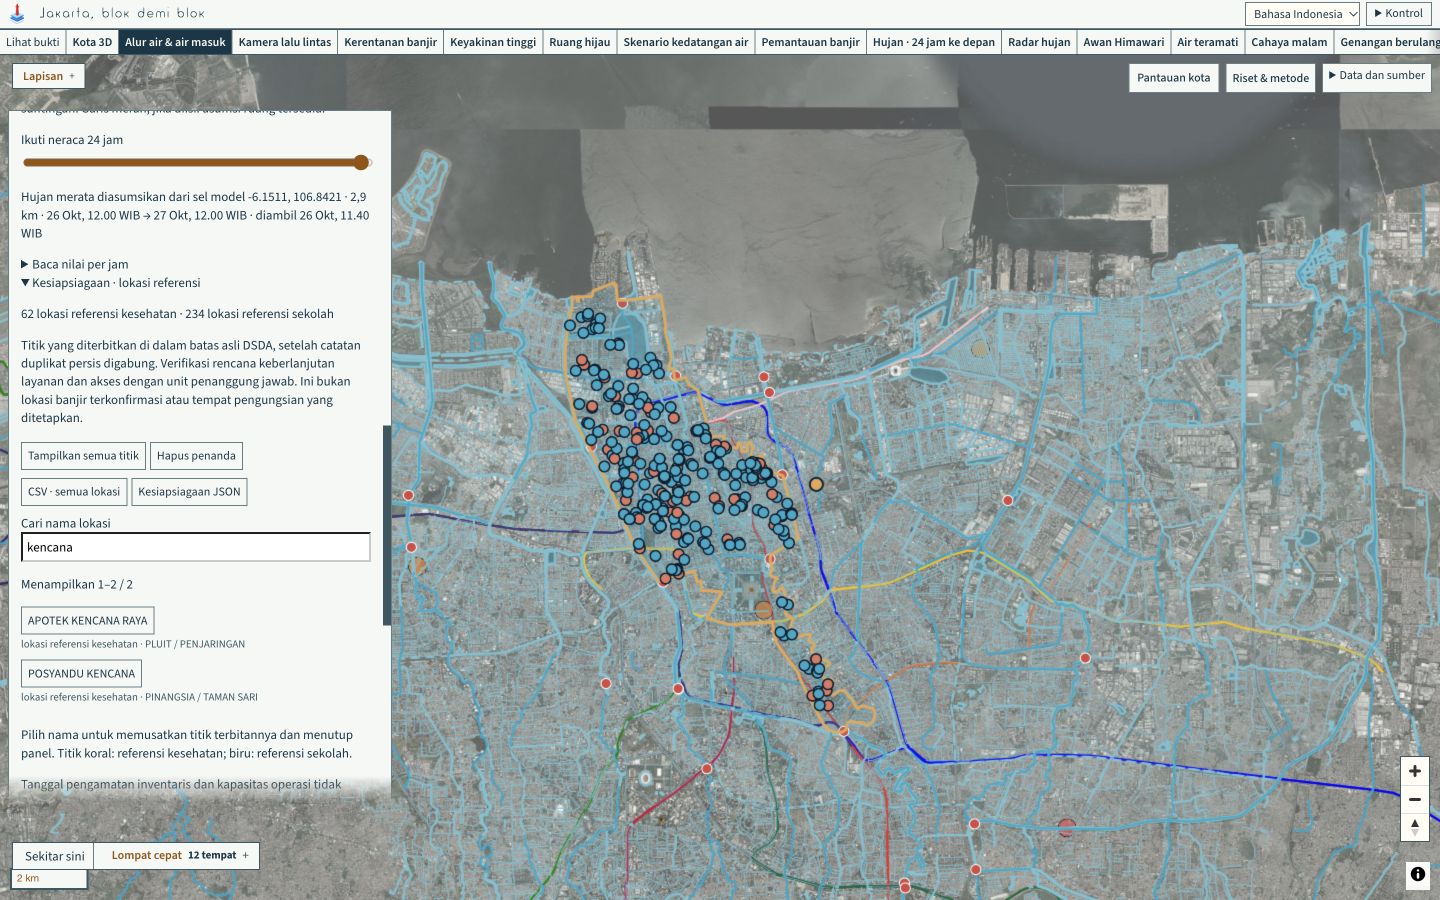 Jakarta, blok demi blok
Bahasa Indonesia
Kontrol
Lihat bukti
Kota 3D
Alur air & air masuk
Kamera lalu lintas
Kerentanan banjir
Keyakinan tinggi
Ruang hijau
Skenario kedatangan air
Pemantauan banjir
Hujan · 24 jam ke depan
Radar hujan
Awan Himawari
Air teramati
Cahaya malam
Genangan berulang
Lapisan +
Pantauan kota
Riset & metode
Data dan sumber
Ikuti neraca 24 jam
Hujan merata diasumsikan dari sel model -6.1511, 106.8421 · 2,9
km · 26 Okt, 12.00 WIB → 27 Okt, 12.00 WIB · diambil 26 Okt, 11.40
WIB
Baca nilai per jam
Kesiapsiagaan · lokasi referensi
62 lokasi referensi kesehatan · 234 lokasi referensi sekolah
Titik yang diterbitkan di dalam batas asli DSDA, setelah catatan
duplikat persis digabung. Verifikasi rencana keberlanjutan
layanan dan akses dengan unit penanggung jawab. Ini bukan
lokasi banjir terkonfirmasi atau tempat pengungsian yang
ditetapkan.
Tampilkan semua titik
Hapus penanda
CSV · semua lokasi
Kesiapsiagaan JSON
Cari nama lokasi
kencana
Menampilkan 1–2 / 2
APOTEK KENCANA RAYA
lokasi referensi kesehatan · PLUIT / PENJARINGAN
POSYANDU KENCANA
lokasi referensi kesehatan · PINANGSIA / TAMAN SARI
Pilih nama untuk memusatkan titik terbitannya dan menutup
panel. Titik koral: referensi kesehatan; biru: referensi sekolah.
Tanggal pengamatan inventaris dan kapasitas operasi tidak
Sekitar sini
Lompat cepat 12 tempat +
2 km